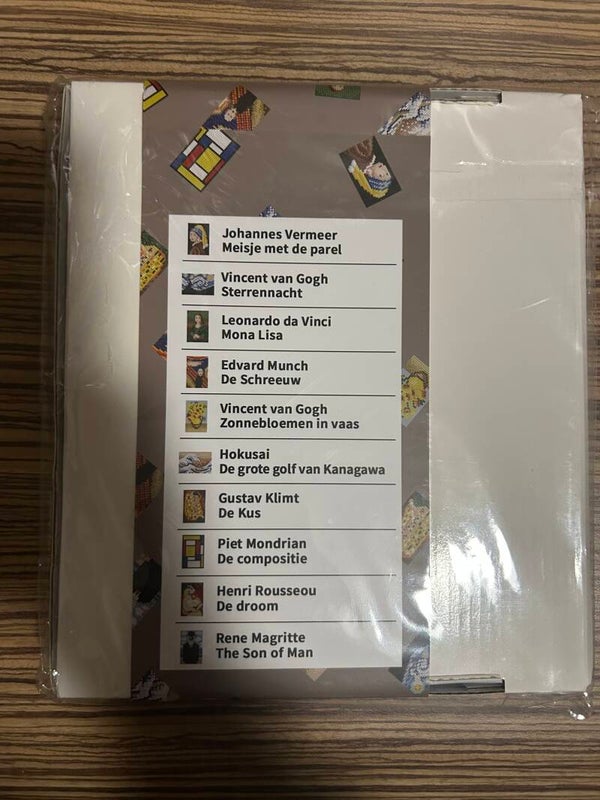 Johannes Vermeer
Meisje met de parel
Vincent van Gogh
Sterrennacht
Leonardo da Vinci
Mona Lisa
Edvard Munch
De Schreeuw
Vincent van Gogh
Zonnebloemen in vaas
Hokusai
De grote golf van Kanagawa
Gustav Klimt
De Kus
Piet Mondrian
De compositie
Henri Rousseou
De droom
Rene Magritte
The Son of Man